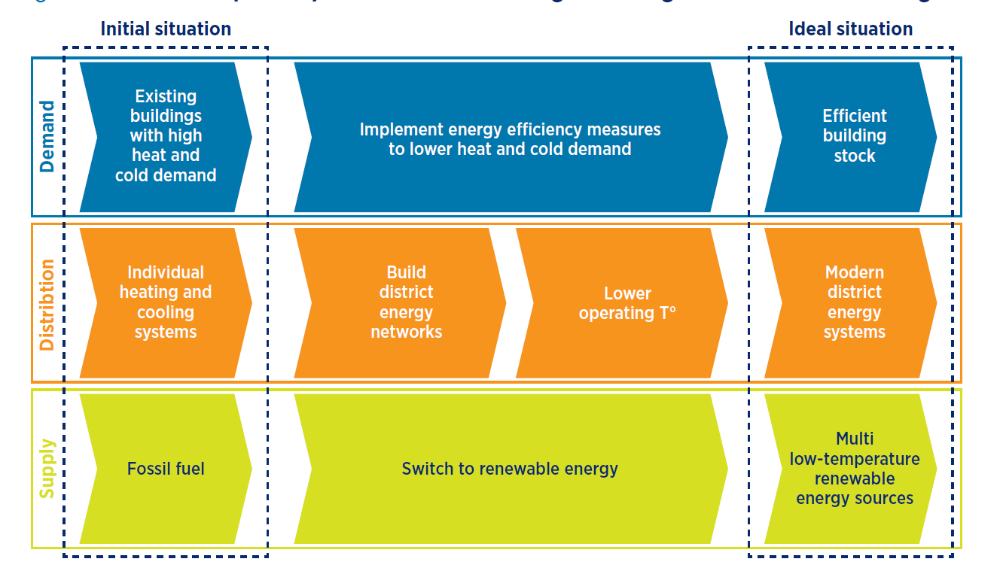 Initial situation
Ideal situation
Demand
Existing
buildings
with high
heat and
cold demand
Implement energy efficiency measures
to lower heat and cold demand
Efficient
building
stock
Distribtion
Individual
heating and
cooling
systems
Build
district
energy
networks
Lower
operating T°
Modern
district
energy
systems
Supply
Fossil fuel
Switch to renewable energy
Multi
low-temperature
renewable
energy sources